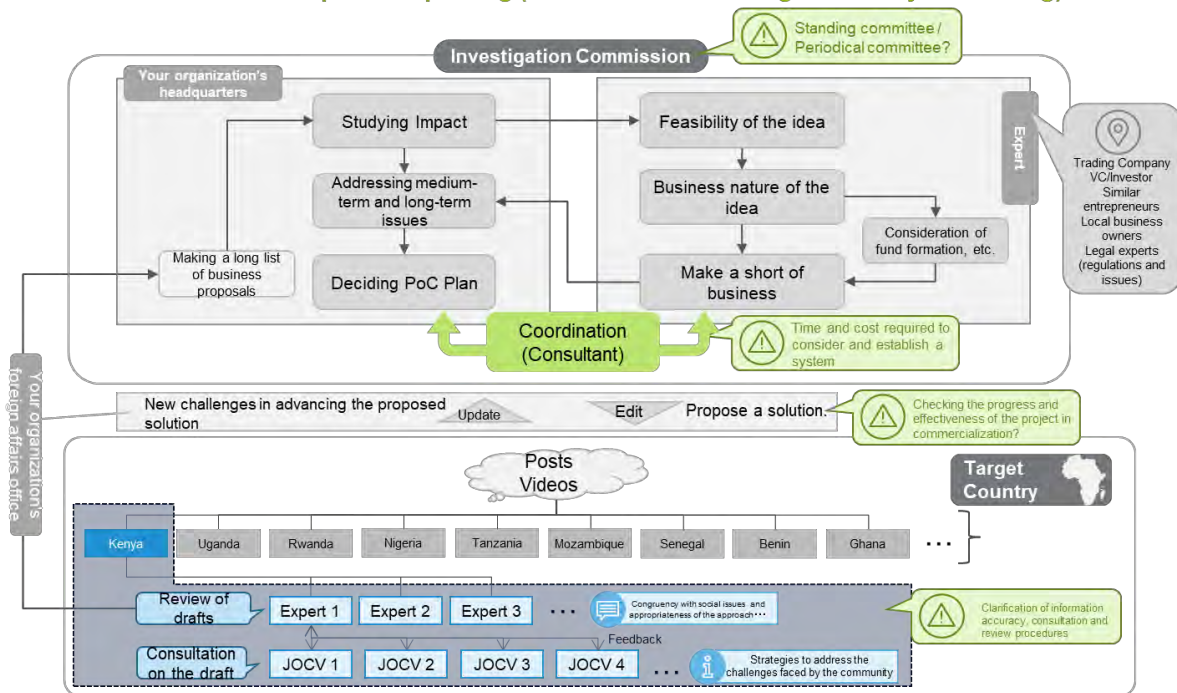 Standing committee /
Periodical committee?
Investigation Commission
Your organization's
headquarters
Studying Impact
Addressing medium-
term and long-term
issues
Deciding PoC Plan
Making a long list
of business
proposals
Feasibility of the idea
Business nature of the
idea
Consideration of
fund formation, etc.
Make a short of
business
Expert
Trading Company
VC/Investor
Similar
entrepreneurs
Local business
owners
Legal experts
(regulations and
issues)
Coordination
(Consultant)
Time and cost required to
consider and establish a
system
Your organization's
foreign affairs office
New challenges in advancing the proposed
solution
Update
Edit
Propose a solution.
Checking the progress and
effectiveness of the project in
commercialization?
Posts
Videos
Target
Country
Kenya
Uganda
Rwanda
Nigeria
Tanzania
Mozambique
Senegal
Benin
Ghana
...
Review of
drafts
Expert 1
Expert 2
Expert 3
...
Congruency with social issues and
appropriateness of the approach···
Clarification of information
accuracy, consultation and
review procedures
Feedback
Consultation
on the draft
JOCV 1
JOCV 2
JOCV 3
JOCV 4
...
Strategies to address the
challenges faced by the community